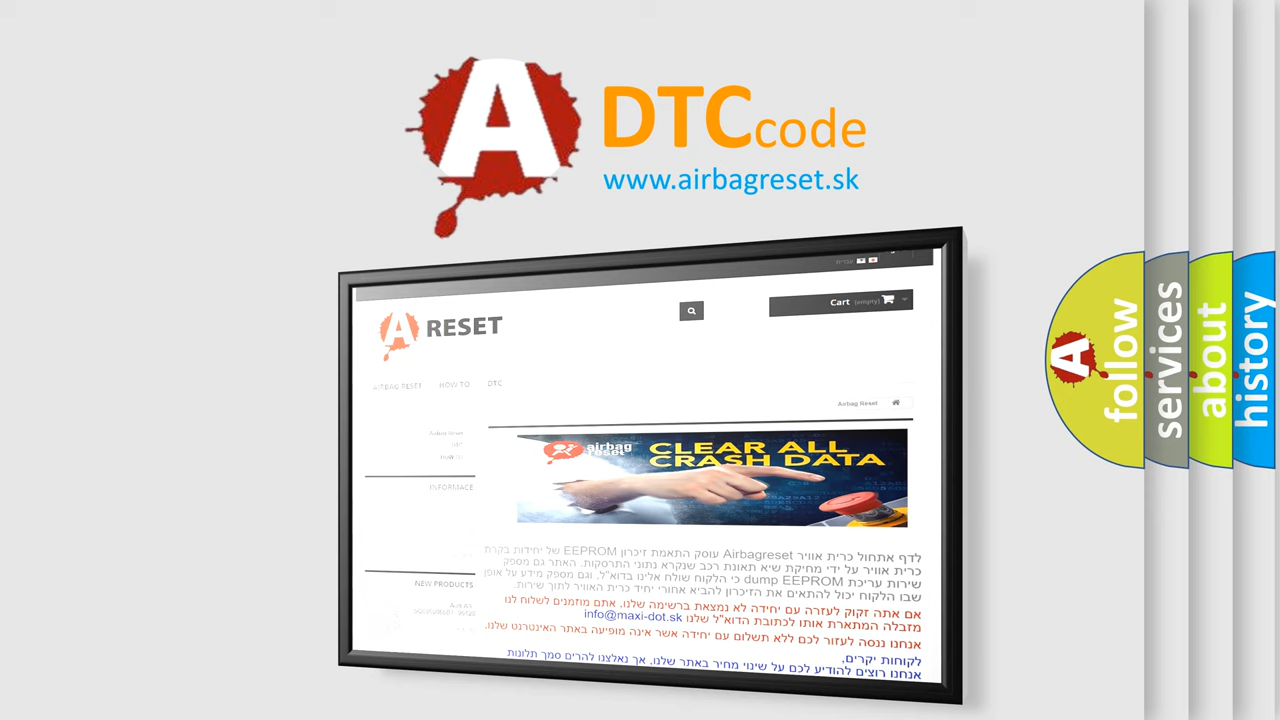 A
DTC code
www.airbagreset.sk
Cart (empty)
A RESET
AIRBAG RESET HOW TO DTC
Airbag Reset
Airbag Reset
airbag
reset
CLEAR ALL
CRASH DATA
INFORMACE
NEW PRODUCTS
לדף אתחול כרית אוויר Airbagreset עוסק התאמת זיכרון EEPROM של יחידות בקרת
כרית אוויר על ידי מחיקת שיא תאונת רכב שנקרא נתוני התרסקות. האתר גם מספק
שירות עריכת dump EEPROM כי הלקוח שולח אלינו בדוא"ל, וגם מספק מידע על אופן
שבו הלקוח יכול להתאים את הזיכרון להביא אחורי יחיד כרית האוויר לתוך שירות.
אם אתה זקוק לעזרה עם יחידה לא נמצאת ברשימה שלנו, אתם מוזמנים לשלוח לנו
מזבלה המתארת אותו לכתובת הדוא"ל שלנו info@maxi-dot.sk
אנחנו ננסה לעזור לכם ללא תשלום עם יחידה אשר אינה מופיעה באתר האינטרנט שלנו.
לקוחות יקרים,
אנחנו רוצים להודיע לכם על שינוי מחיר באתר שלנו, אך נאלצנו להרים סמך תלונות
A follow
services
about
history